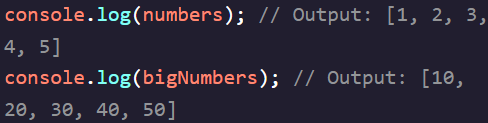 console.log(numbers); // Output: [1, 2, 3,
4, 5]
console.log(bigNumbers); // Output: [10,
20, 30, 40, 50]